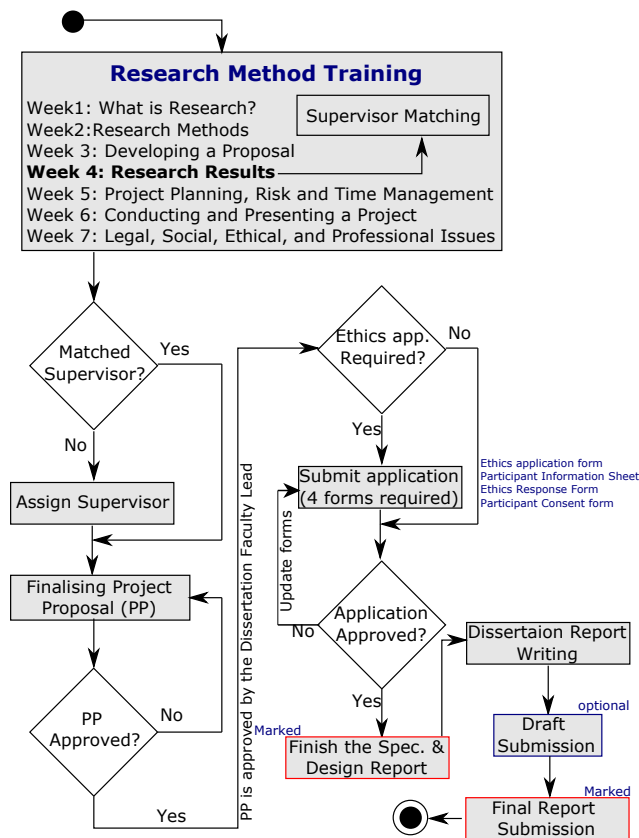 Research Method Training
Week1: What is Research?
Week2:Research Methods
Week 3: Developing a Proposal
Week 4: Research Results
Week 5: Project Planning, Risk and Time Management
Week 6: Conducting and Presenting a Project
Week 7: Legal, Social, Ethical, and Professional Issues
Supervisor Matching
Matched
Supervisor?
Yes
No
Assign Supervisor
Finalising Project
Proposal (PP)
PP
Approved?
No
Yes
PP is approved by the Dissertation Faculty Lead
Ethics app.
Required?
No
Yes
Submit application
(4 forms required)
Ethics application form
Participant Information Sheet
Ethics Response Form
Participant Consent form
Update forms
Application
Approved?
No
Yes
Marked
Finish the Spec. &
Design Report
Dissertaion Report
Writing
optional
Draft
Submission
Marked
Final Report
Submission